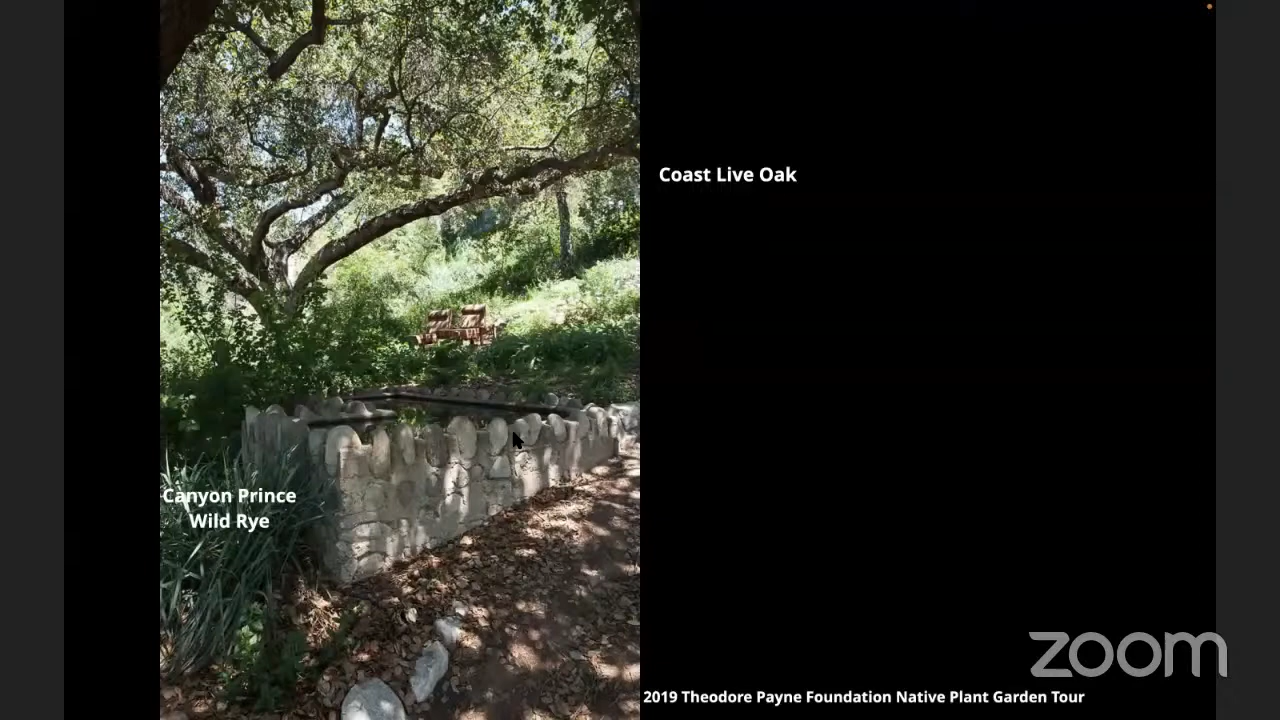 Coast Live Oak
Canyon Prince
Wild Rye
zoom
2019 Theodore Payne Foundation Native Plant Garden Tour